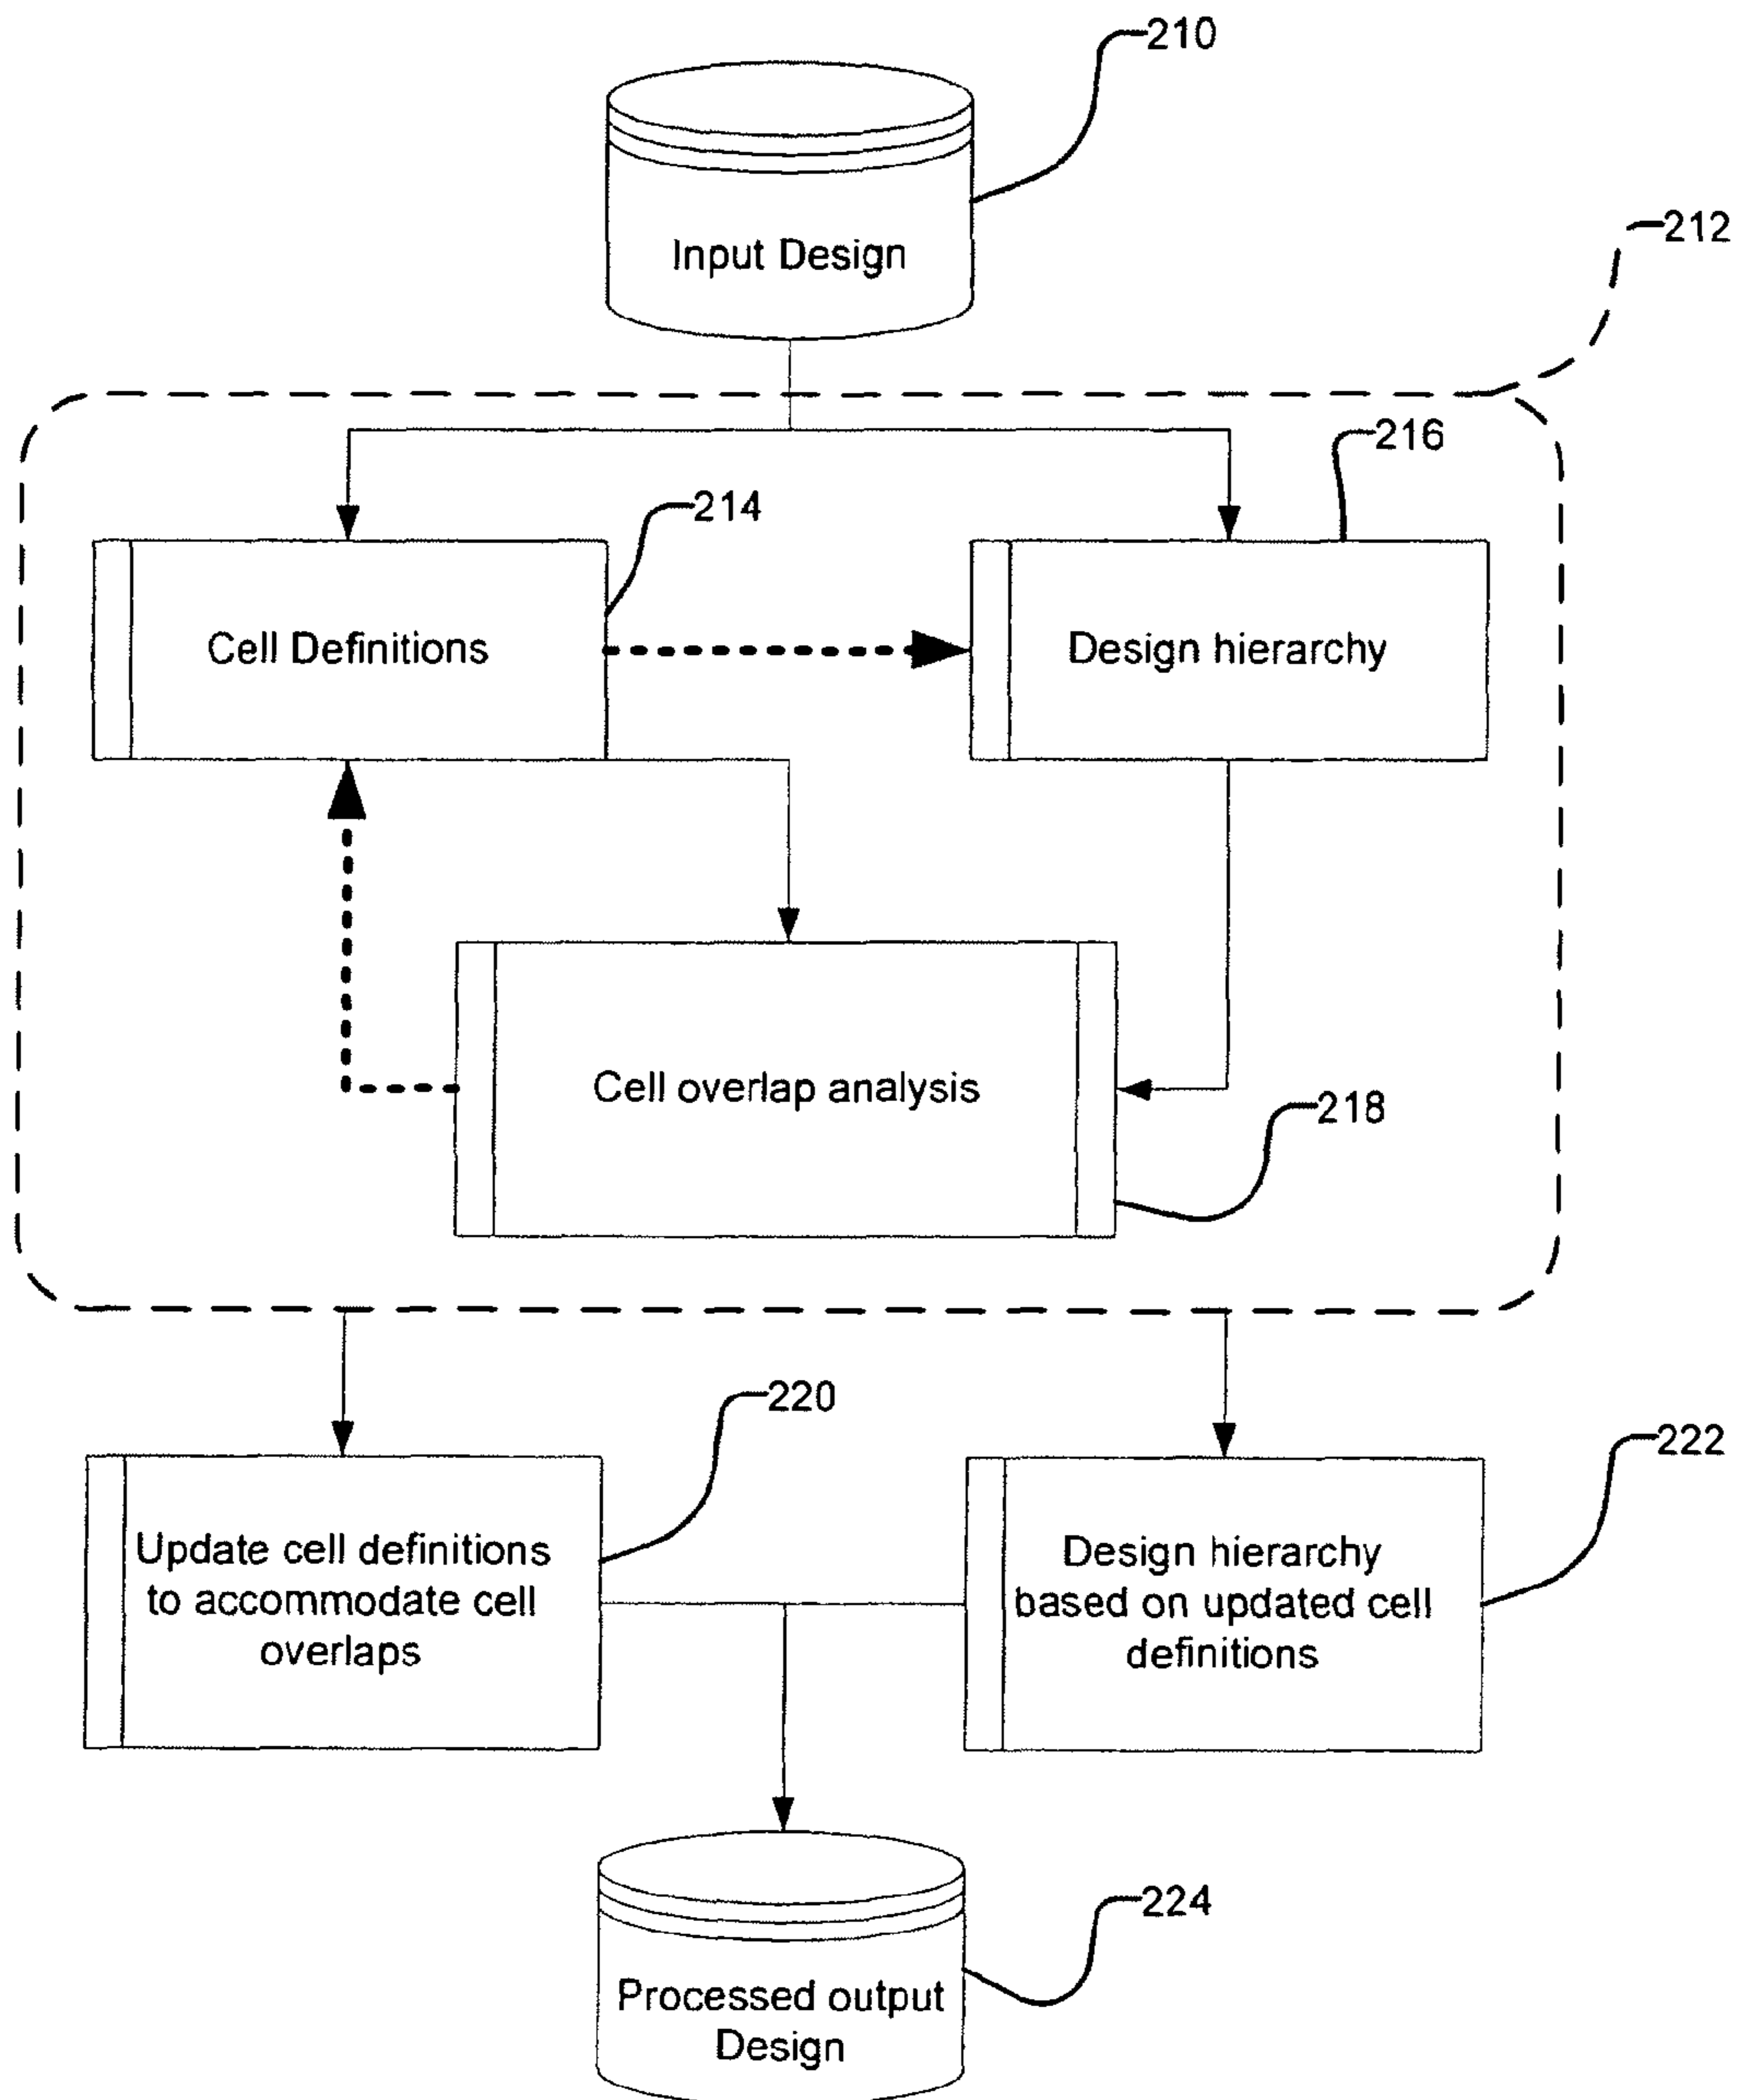 210
Input Design
212
216
214
Cell Definitions
Design hierarchy
Cell overlap analysis
218
220
222
Update cell definitions
to accommodate cell
overlaps
Design hierarchy
based on updated cell
definitions
224
Processed output
Design